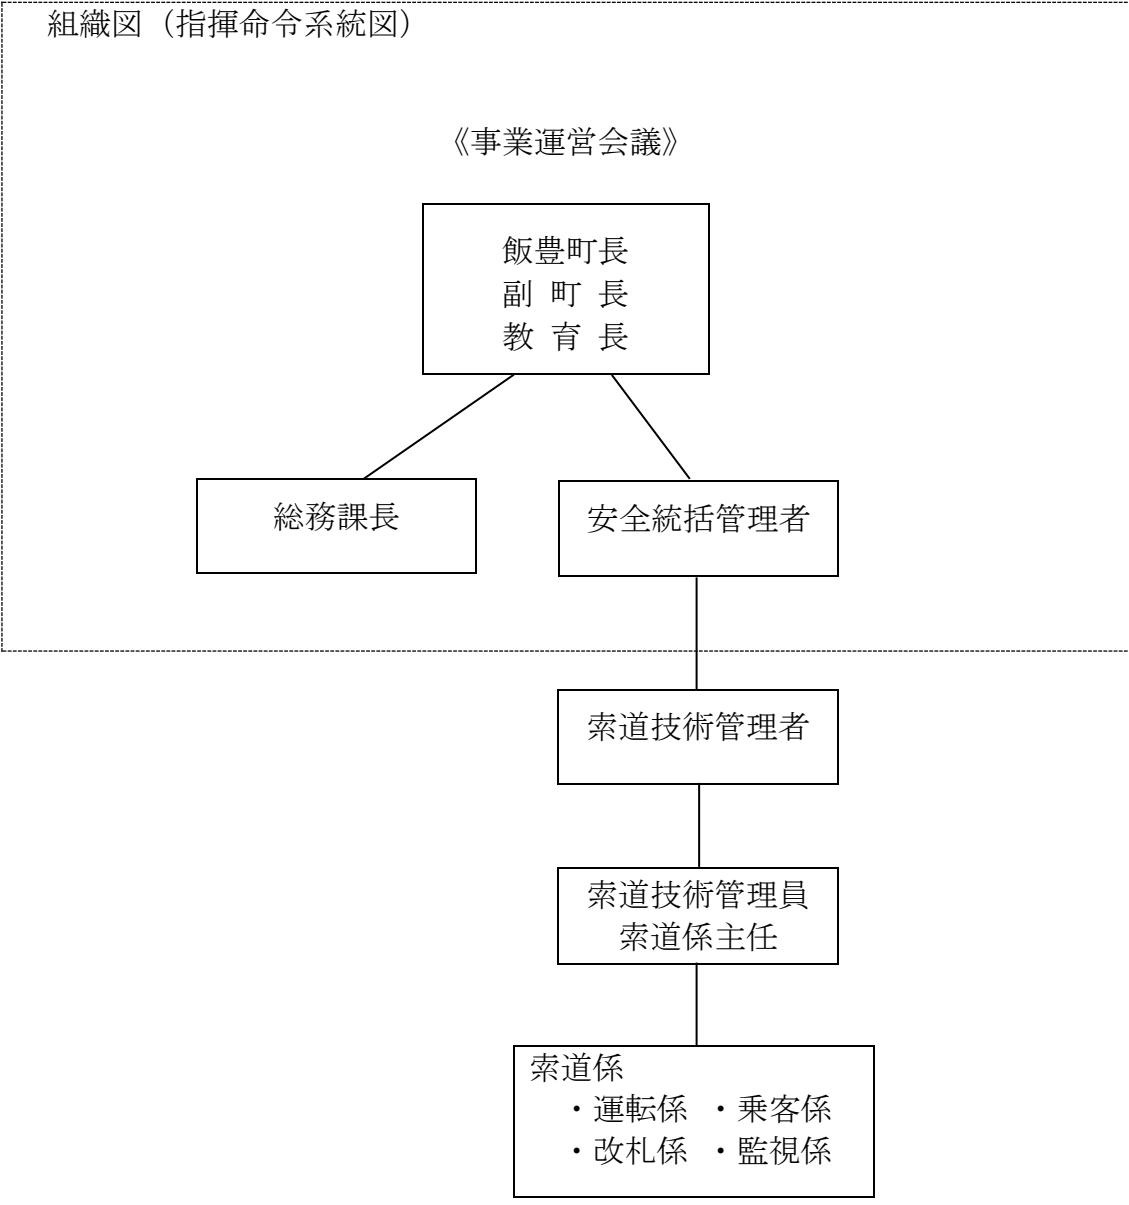 組織図（指揮命令系統図）
《事業運営会議》
飯豊町長
副 町 長
教 育 長
総務課長
安全統括管理者
索道技術管理者
索道技術管理員
索道係主任
索道係
・運転係 ・乗客係
・改札係 ・監視係